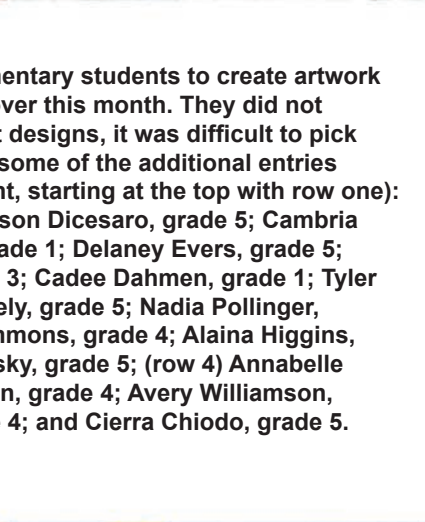 mentary students to create artwork
over this month. They did not
t designs, it was difficult to pick
some of the additional entries
nt, starting at the top with row one):
son Dicesaro, grade 5; Cambria
ade 1; Delaney Evers, grade 5;
3; Cadee Dahmen, grade 1; Tyler
ely, grade 5; Nadia Pollinger,
mmons, grade 4; Alaina Higgins,
sky, grade 5; (row 4) Annabelle
n, grade 4; Avery Williamson,
4; and Cierra Chiodo, grade 5.